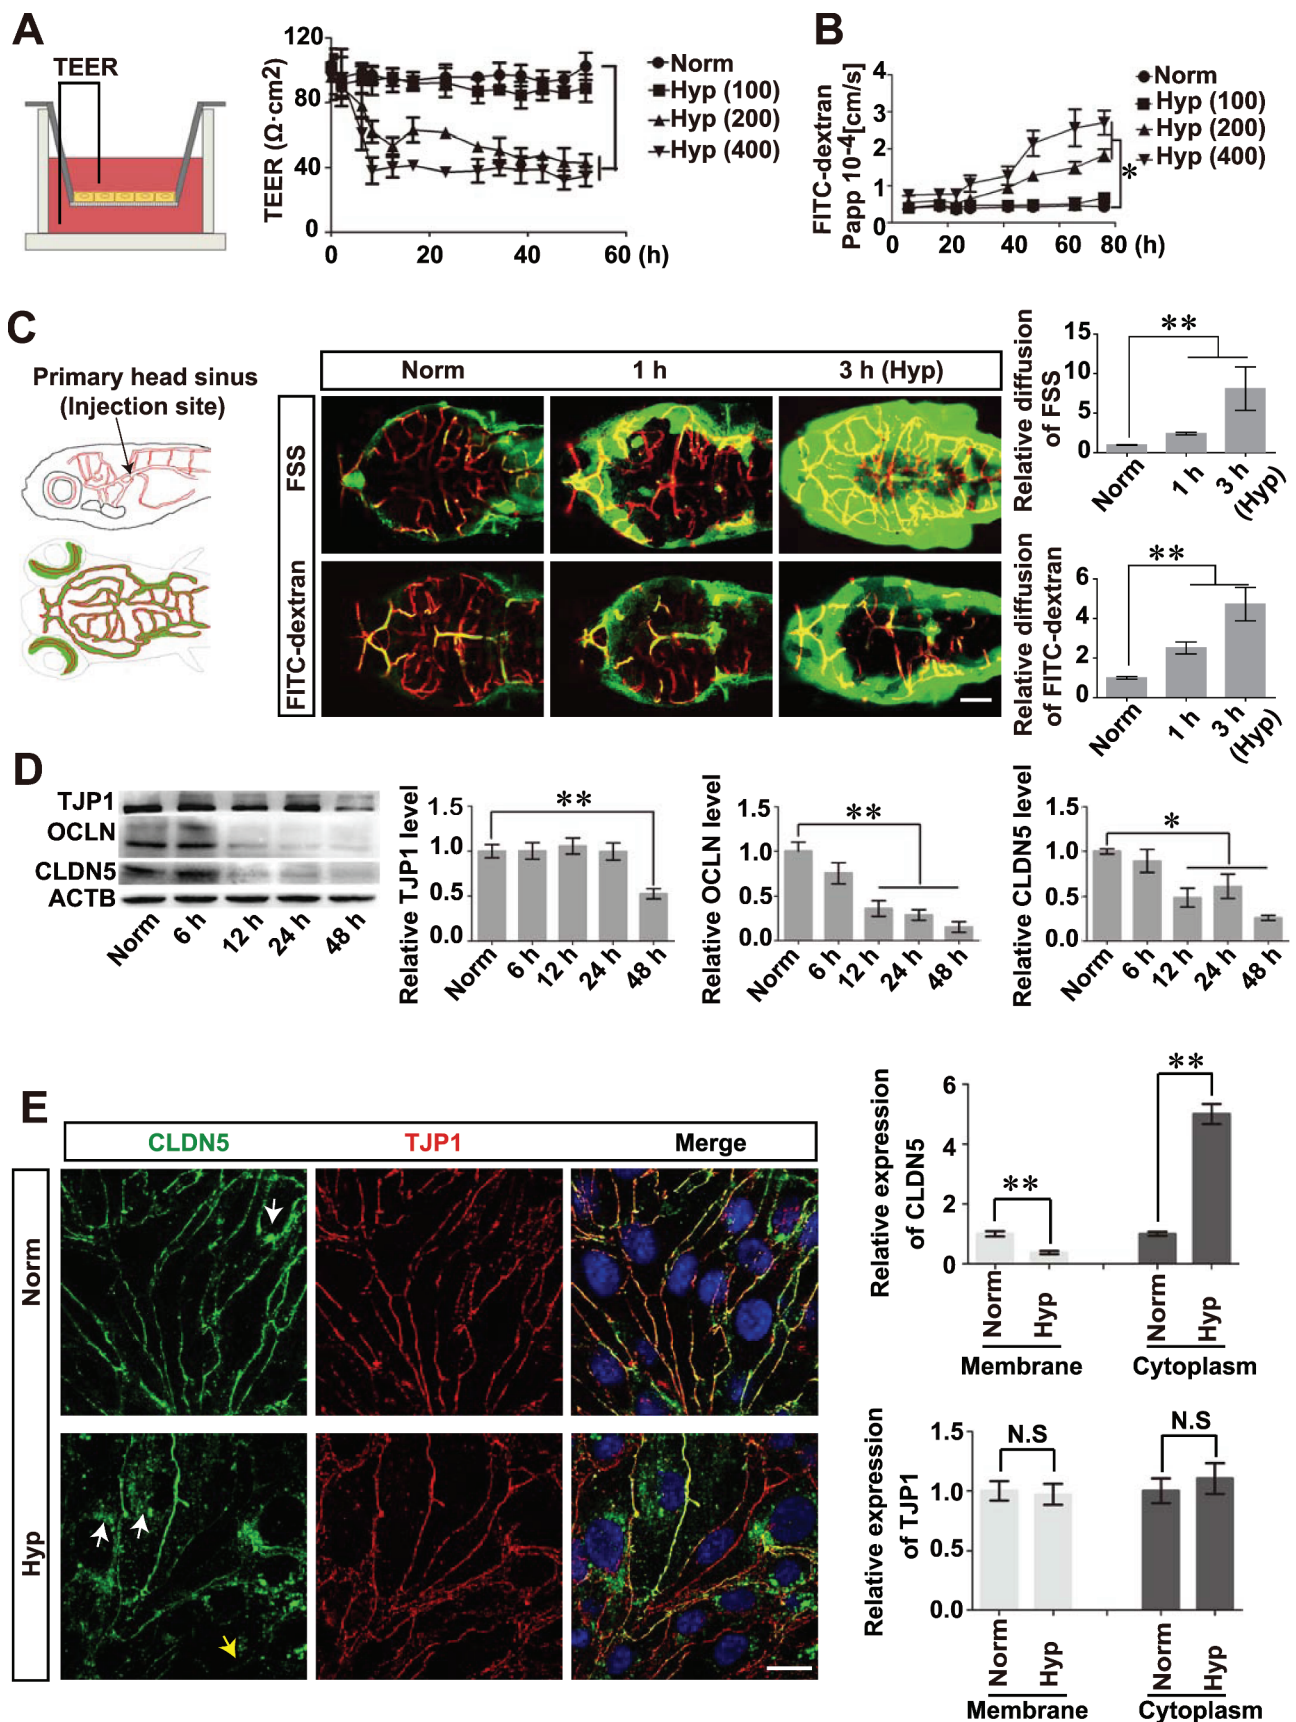 A
TEER
TEER (Ω·cm2)
120
80
40
0
0 20 40 60 (h)
Norm
Hyp (100)
Hyp (200)
Hyp (400)
B
FITC-dextran
Papp 10-4[cm/s]
4
3
2
1
0
0 20 40 60 80 (h)
Norm
Hyp (100)
Hyp (200)
Hyp (400)
*
C
Primary head sinus
(Injection site)
Norm 1 h 3 h (Hyp)
FSS
FITC-dextran
Relative diffusion
of FSS
15
10
5
0
**
Norm
1 h
3 h
(Hyp)
Relative diffusion
of FITC-dextran
6
4
2
0
**
Norm
1 h
3 h
(Hyp)
D
TJP1
OCLN
CLDN5
ACTB
Norm
6 h
12 h
24 h
48 h
Relative TJP1 level
1.5
1.0
0.5
0.0
**
Norm
6 h
12 h
24 h
48 h
Relative OCLN level
1.5
1.0
0.5
0.0
**
Norm
6 h
12 h
24 h
48 h
Relative CLDN5 level
1.5
1.0
0.5
0.0
*
Norm
6 h
12 h
24 h
48 h
E
CLDN5 TJP1 Merge
Norm
Hyp
Relative expression
of CLDN5
6
4
2
0
**
**
Norm
Hyp
Norm
Hyp
Membrane Cytoplasm
Relative expression
of TJP1
1.5
1.0
0.5
0.0
N.S
N.S
Norm
Hyp
Norm
Hyp
Membrane Cytoplasm